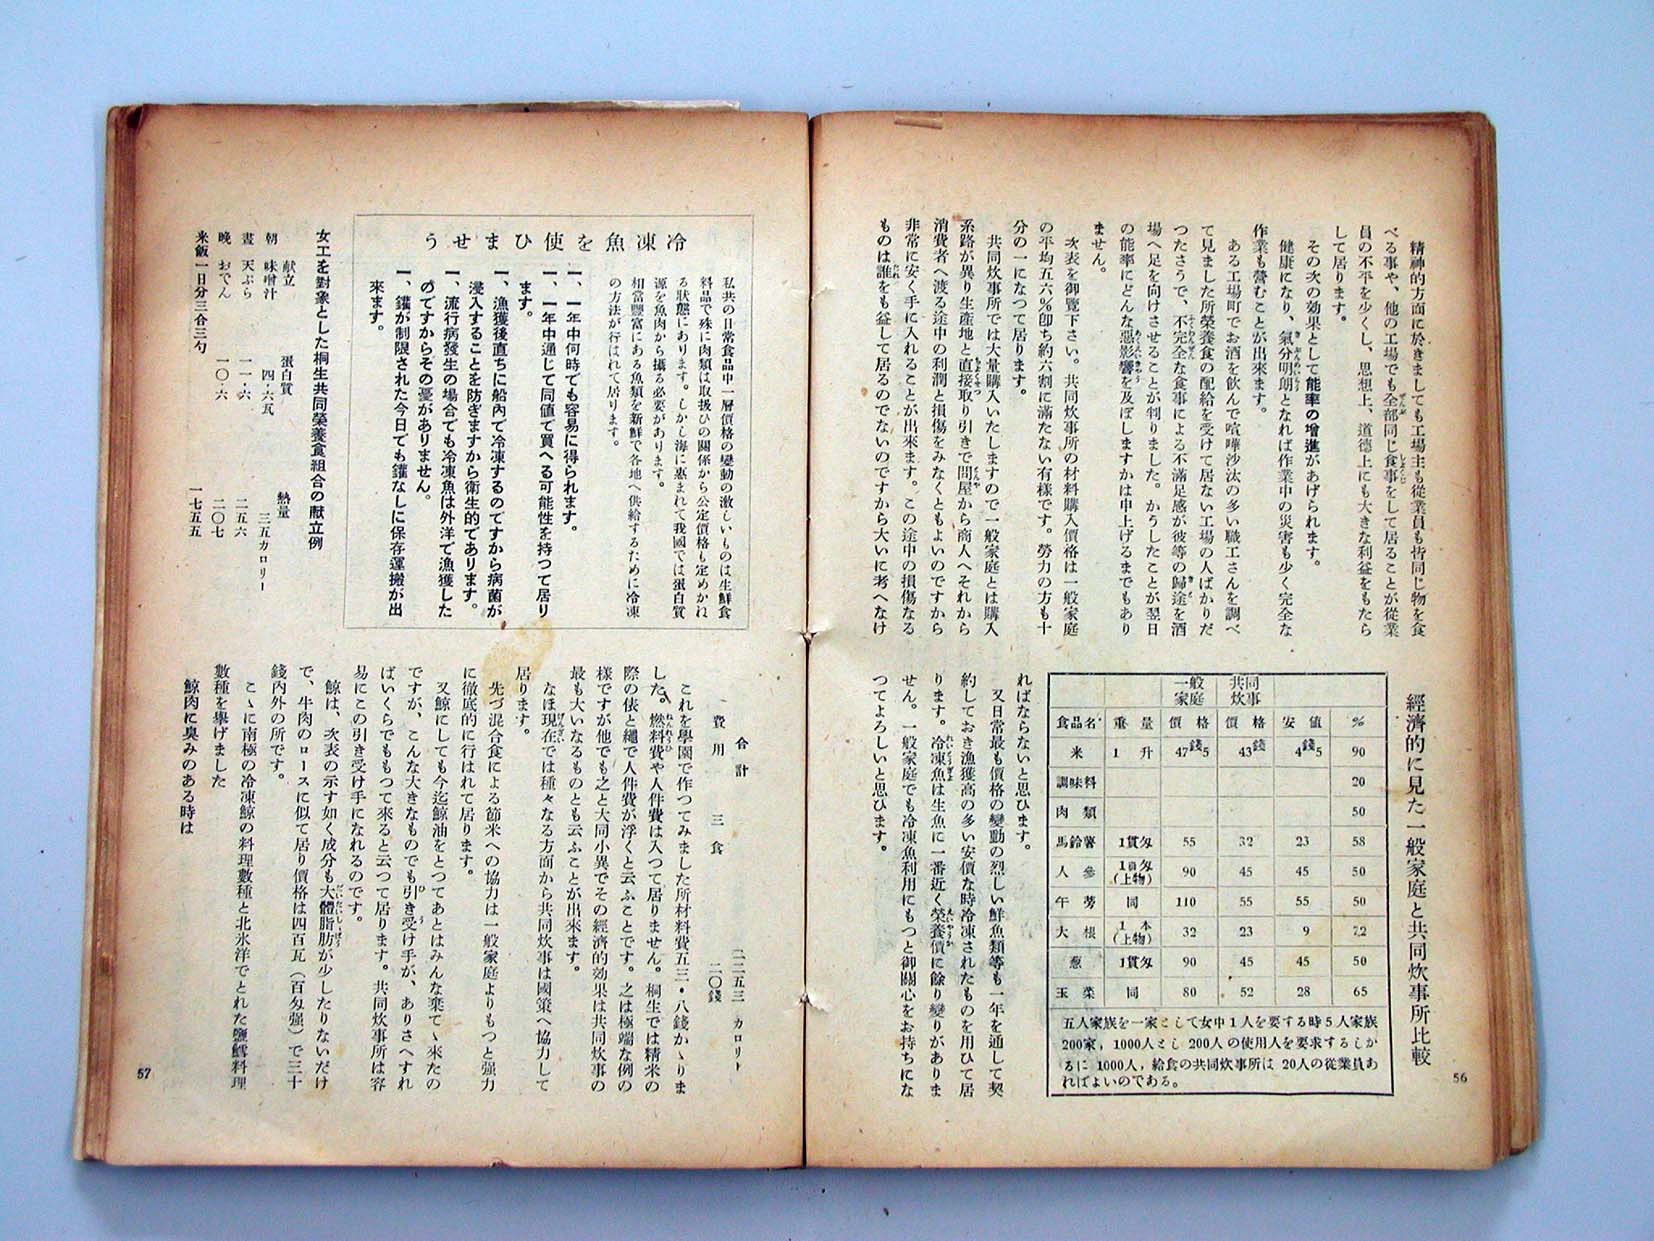 精神的方面に於きましても工場主も從業員も皆同じ物を食
べる事や、他の工場でも全部同じ食事をして居ることが從業
員の不平を少くし、思想上、道德上にも大きな利益をもたら
して居ります。
その次の効果として能率の增進があげられます。
健康になり、氣分明朗となれば作業中の災害も少く完全な
作業も營むことが出來ます。
ある工場町でお酒を飮んで喧嘩沙汰の多い職工さんを調べ
て見ました所榮養食の配給を受けて居ない工場の人ばかりだ
つたさうで、不完全な食事による不滿足感が彼等の歸途を酒
場へ足を向けさせることが判りました。かうしたことが翌日
の能率にどんな惡影響を及ぼしますかは申上げるまでもあり
ません。
次表を御覽下さい。共同炊事所の材料購入價格は一般家庭
の平均五六%卽ち約六割に滿たない有樣です。勞力の方も十
分の一になつて居ります。
共同炊事所では大量購入いたしますので一般家庭とは購入
系路が異り生產地と直接取り引きで問屋から商人へそれから
消費者へ渡る途中の利潤と損傷をみなくともよいのですから
非常に安く手に入れることが出來ます。この途中の損傷なる
ものは誰をも益して居るのでないのですから大いに考へなけ
經濟的に見た一般家庭と共同炊事所比較
一般家庭 共同炊事
食品名 重量 價格 價格 安値 %
米 1升 47錢5 43錢 4錢5 90
調味料 20
肉類 50
馬鈴薯 1貫匁 55 32 23 58
人參 1貫匁(上物) 90 45 45 50
午蒡 同 110 55 55 50
大根 1本(上物) 32 23 9 72
葱 1貫匁 90 45 45 50
玉菜 同 80 52 28 65
五人家族を一家として女中1人を要する時5人家族
200家,1000人とし 200人の使用人を要求するしか
るに 1000人,給食の共同炊事所は 20人の從業員あ
ればよいのである。
ればならないと思ひます。
又日常最も價格の變動の烈しい鮮魚類等も一年を通して契
約しておき漁獲高の多い安價な時冷凍されたものを用ひて居
ります。冷凍魚は生魚に一番近く榮養價に餘り變りがありま
せん。一般家庭でも冷凍魚利用にもつと御關心をお持ちにな
つてよろしいと思ひます。
56
冷凍魚を使ひませう
私共の日常食品中一層價格の變動の激しいものは生鮮食
料品で殊に肉類は取扱ひの關係から公定價格も定めかね
る狀態にあります。しかし海に惠まれて我國では蛋白質
源を魚肉から攝る必要があります。
相當豐富にある魚類を新鮮で各地へ供給するために冷凍
の方法が行はれて居ります。
一、一年中何時でも容易に得られます。
一、一年中通じて同値で買へる可能性を持つて居り
ます。
一、漁獲後直ちに船內で冷凍するのですから病菌が
浸入することを防ぎますから衞生的であります。
一、流行病發生の場合でも冷凍魚は外洋で漁獲した
のですからその憂がありません。
一、鑵が制限された今日でも鑵なしに保存運搬が出
來ます。
女工を對象とした桐生共同榮養食組合の献立例
献立 蛋白質 熱量
朝 味噌汁 四・六瓦 三五カロリー
晝 天ぷら 一一・六 二五六
晩 おでん 一〇・六 二〇七
米飯一日分三合三勺 一七五五
合計 二二五三カロリー
費用 三食 二〇錢
これを學園で作つてみました所材料費五三・八錢かゝりま
した。燃料費や人件費は入つて居りません。桐生では精米の
際の俵と繩で人件費が浮くと云ふことです。之は極端な例の
樣ですが他でも之と大同小異でその經濟的効果は共同炊事の
最も大いなるものとも云ふことが出來ます。
なほ現在では種々なる方面から共同炊事は國策へ協力して
居ります。
先づ混合食による節米への協力は一般家庭よりもつと强力
に徹底的に行はれて居ります。
又鯨にしても今迄鯨油をとつてあとはみんな棄てゝ來たの
ですが、こんな大きなものでも引き受け手が、ありさへすれ
ばいくらでももつて來ると云つて居ります。共同炊事所は容
易にこの引き受け手になれるのです。
鯨は、次表の示す如く成分も大體脂肪が少したりないだけ
で、牛肉のロースに似て居り價格は四百瓦(百匁强)で三十
錢內外の所です。
こゝに南極の冷凍鯨の料理數種と北氷洋でとれた鹽鱈料理
數種を擧げました
鯨肉に臭みのある時は
57